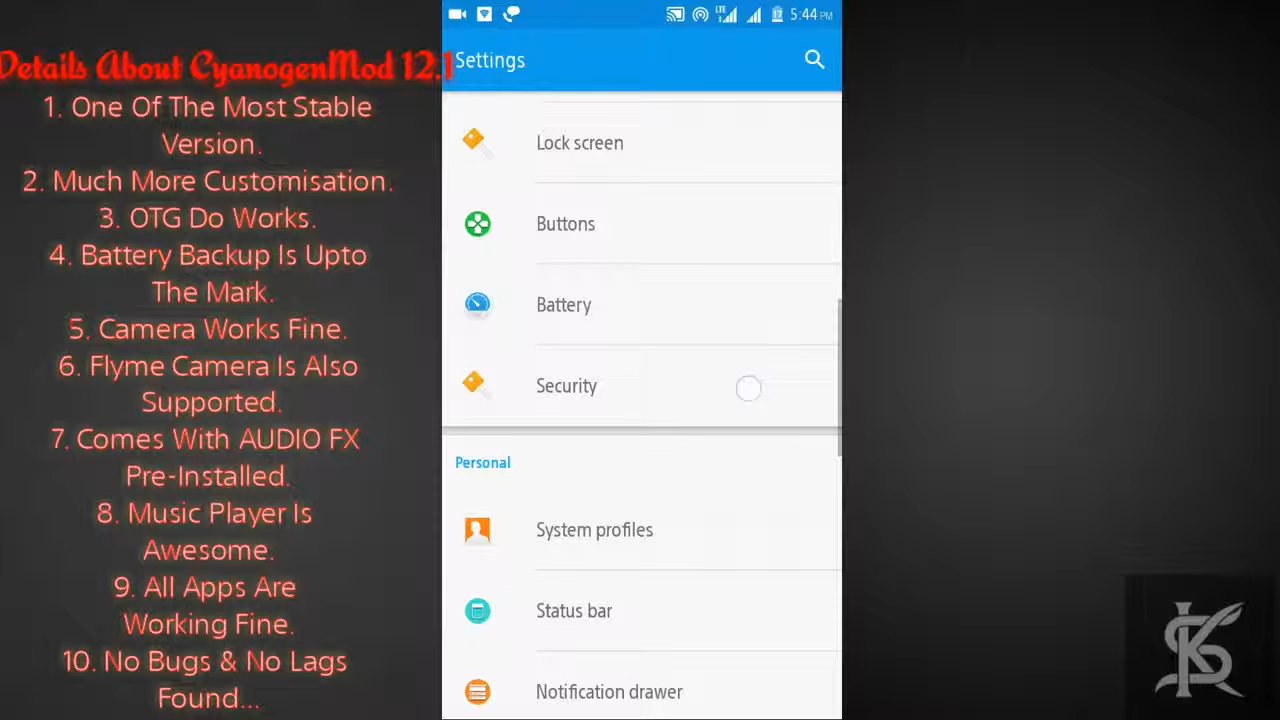 Details About CyanogenMod 12.1
1. One Of The Most Stable
Version.
2. Much More Customisation.
3. OTG Do Works.
4. Battery Backup Is Upto
The Mark.
5. Camera Works Fine.
6. Flyme Camera Is Also
Supported.
7. Comes With AUDIO FX
Pre-Installed.
8. Music Player Is
Awesome.
9. All Apps Are
Working Fine.
10. No Bugs & No Lags
Found...
LTE 17 5:44 PM
Settings
Lock screen
Buttons
Battery
Security
Personal
System profiles
Status bar
Notification drawer